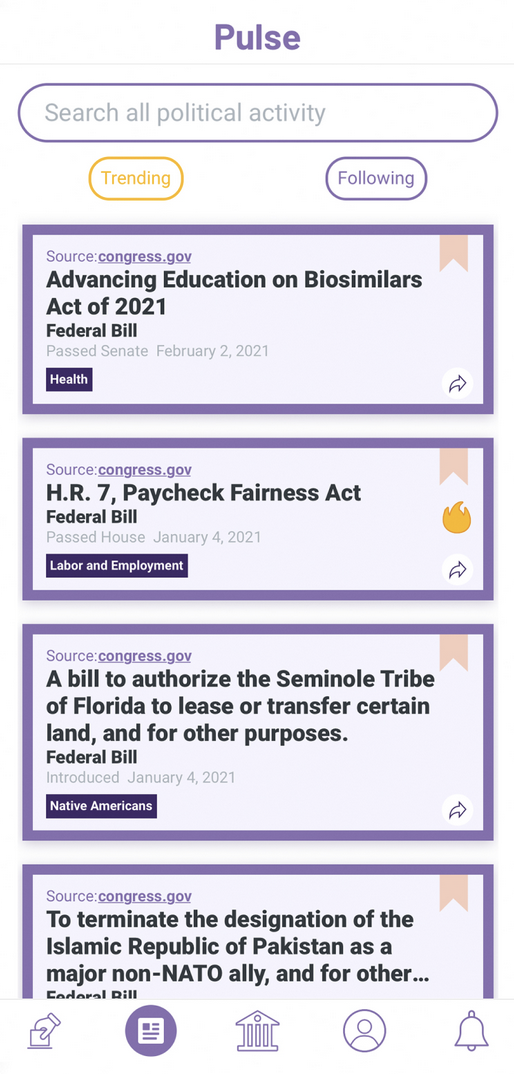 Pulse
Search all political activity
Trending
Following
Source:congress.gov
Advancing Education on Biosimilars
Act of 2021
Federal Bill
Passed Senate February 2, 2021
Health
Source:congress.gov
H.R. 7, Paycheck Fairness Act
Federal Bill
Passed House January 4, 2021
Labor and Employment
Source:congress.gov
A bill to authorize the Seminole Tribe
of Florida to lease or transfer certain
land, and for other purposes.
Federal Bill
Introduced January 4, 2021
Native Americans
Source:congress.gov
To terminate the designation of the
Islamic Republic of Pakistan as a
major non-NATO ally, and for other...
Federal Bill